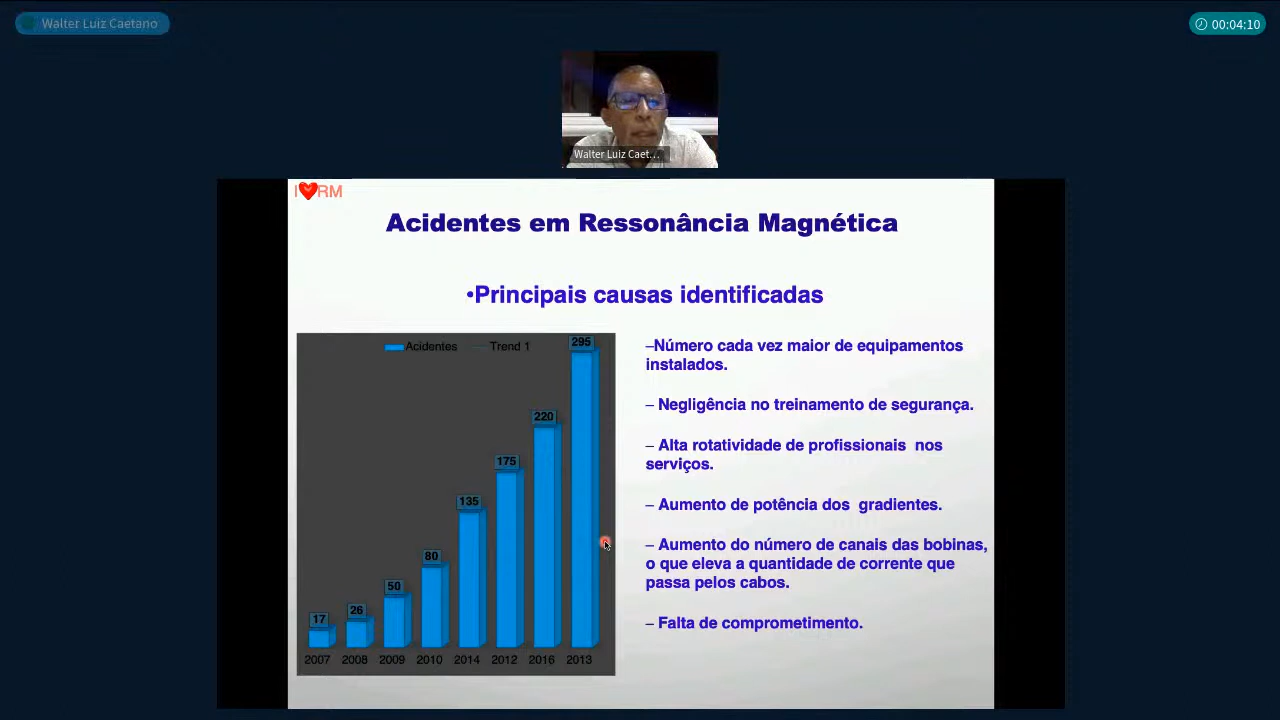 Walter Luiz Caetano
00:04:10
Walter Luiz Caet...
I❤RM
Acidentes em Ressonância Magnética
•Principais causas identificadas
Acidentes
Trend 1
17
26
50
80
135
175
220
295
2007
2008
2009
2010
2014
2012
2016
2013
–Número cada vez maior de equipamentos
instalados.
– Negligência no treinamento de segurança.
– Alta rotatividade de profissionais nos
serviços.
– Aumento de potência dos gradientes.
– Aumento do número de canais das bobinas,
o que eleva a quantidade de corrente que
passa pelos cabos.
– Falta de comprometimento.